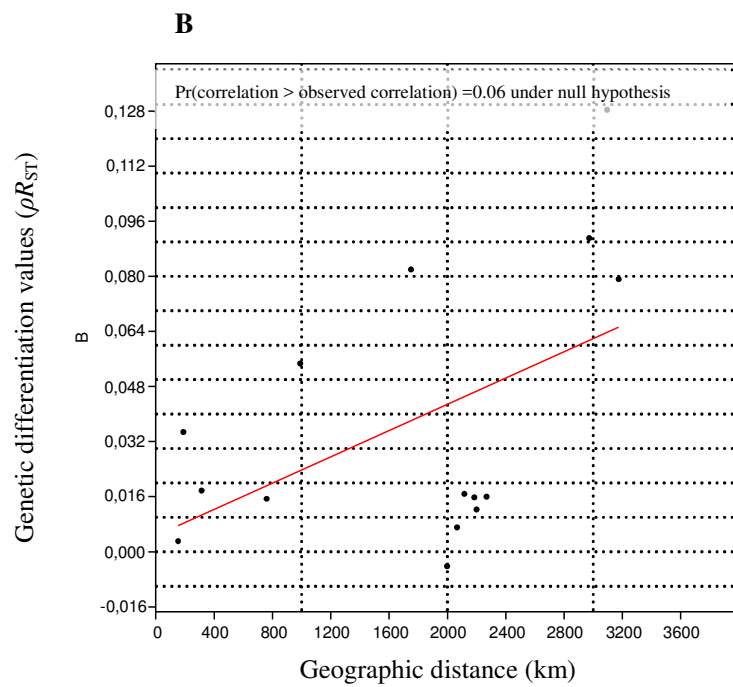 B
Pr(correlation > observed correlation) =0.06 under null hypothesis
0,128
0,112
0,096
0,080
0,064
0,048
0,032
0,016
0,000
-0,016
Genetic differentiation values (ρR_ST)
B
0 400 800 1200 1600 2000 2400 2800 3200 3600
Geographic distance (km)